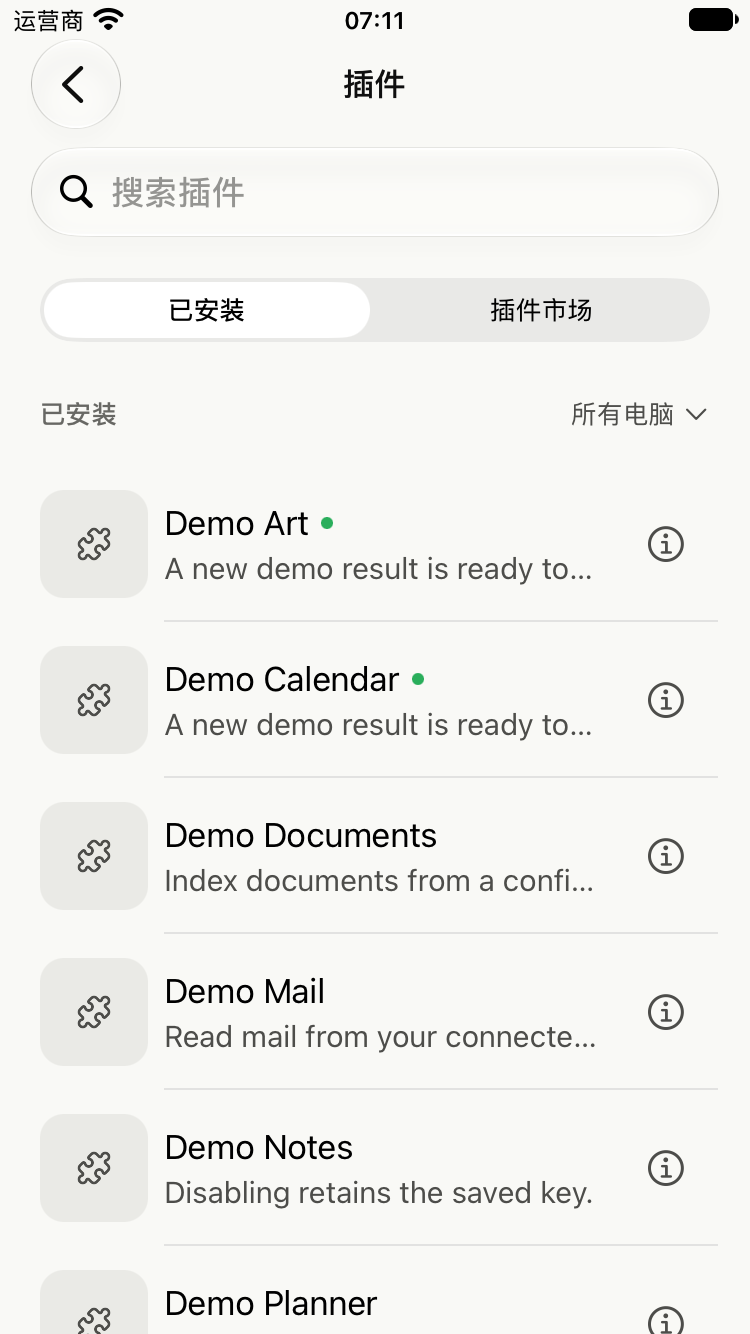 运营商
07:11
插件
搜索插件
已安装
插件市场
已安装
所有电脑
Demo Art
A new demo result is ready to...
Demo Calendar
A new demo result is ready to...
Demo Documents
Index documents from a confi...
Demo Mail
Read mail from your connecte...
Demo Notes
Disabling retains the saved key.
Demo Planner